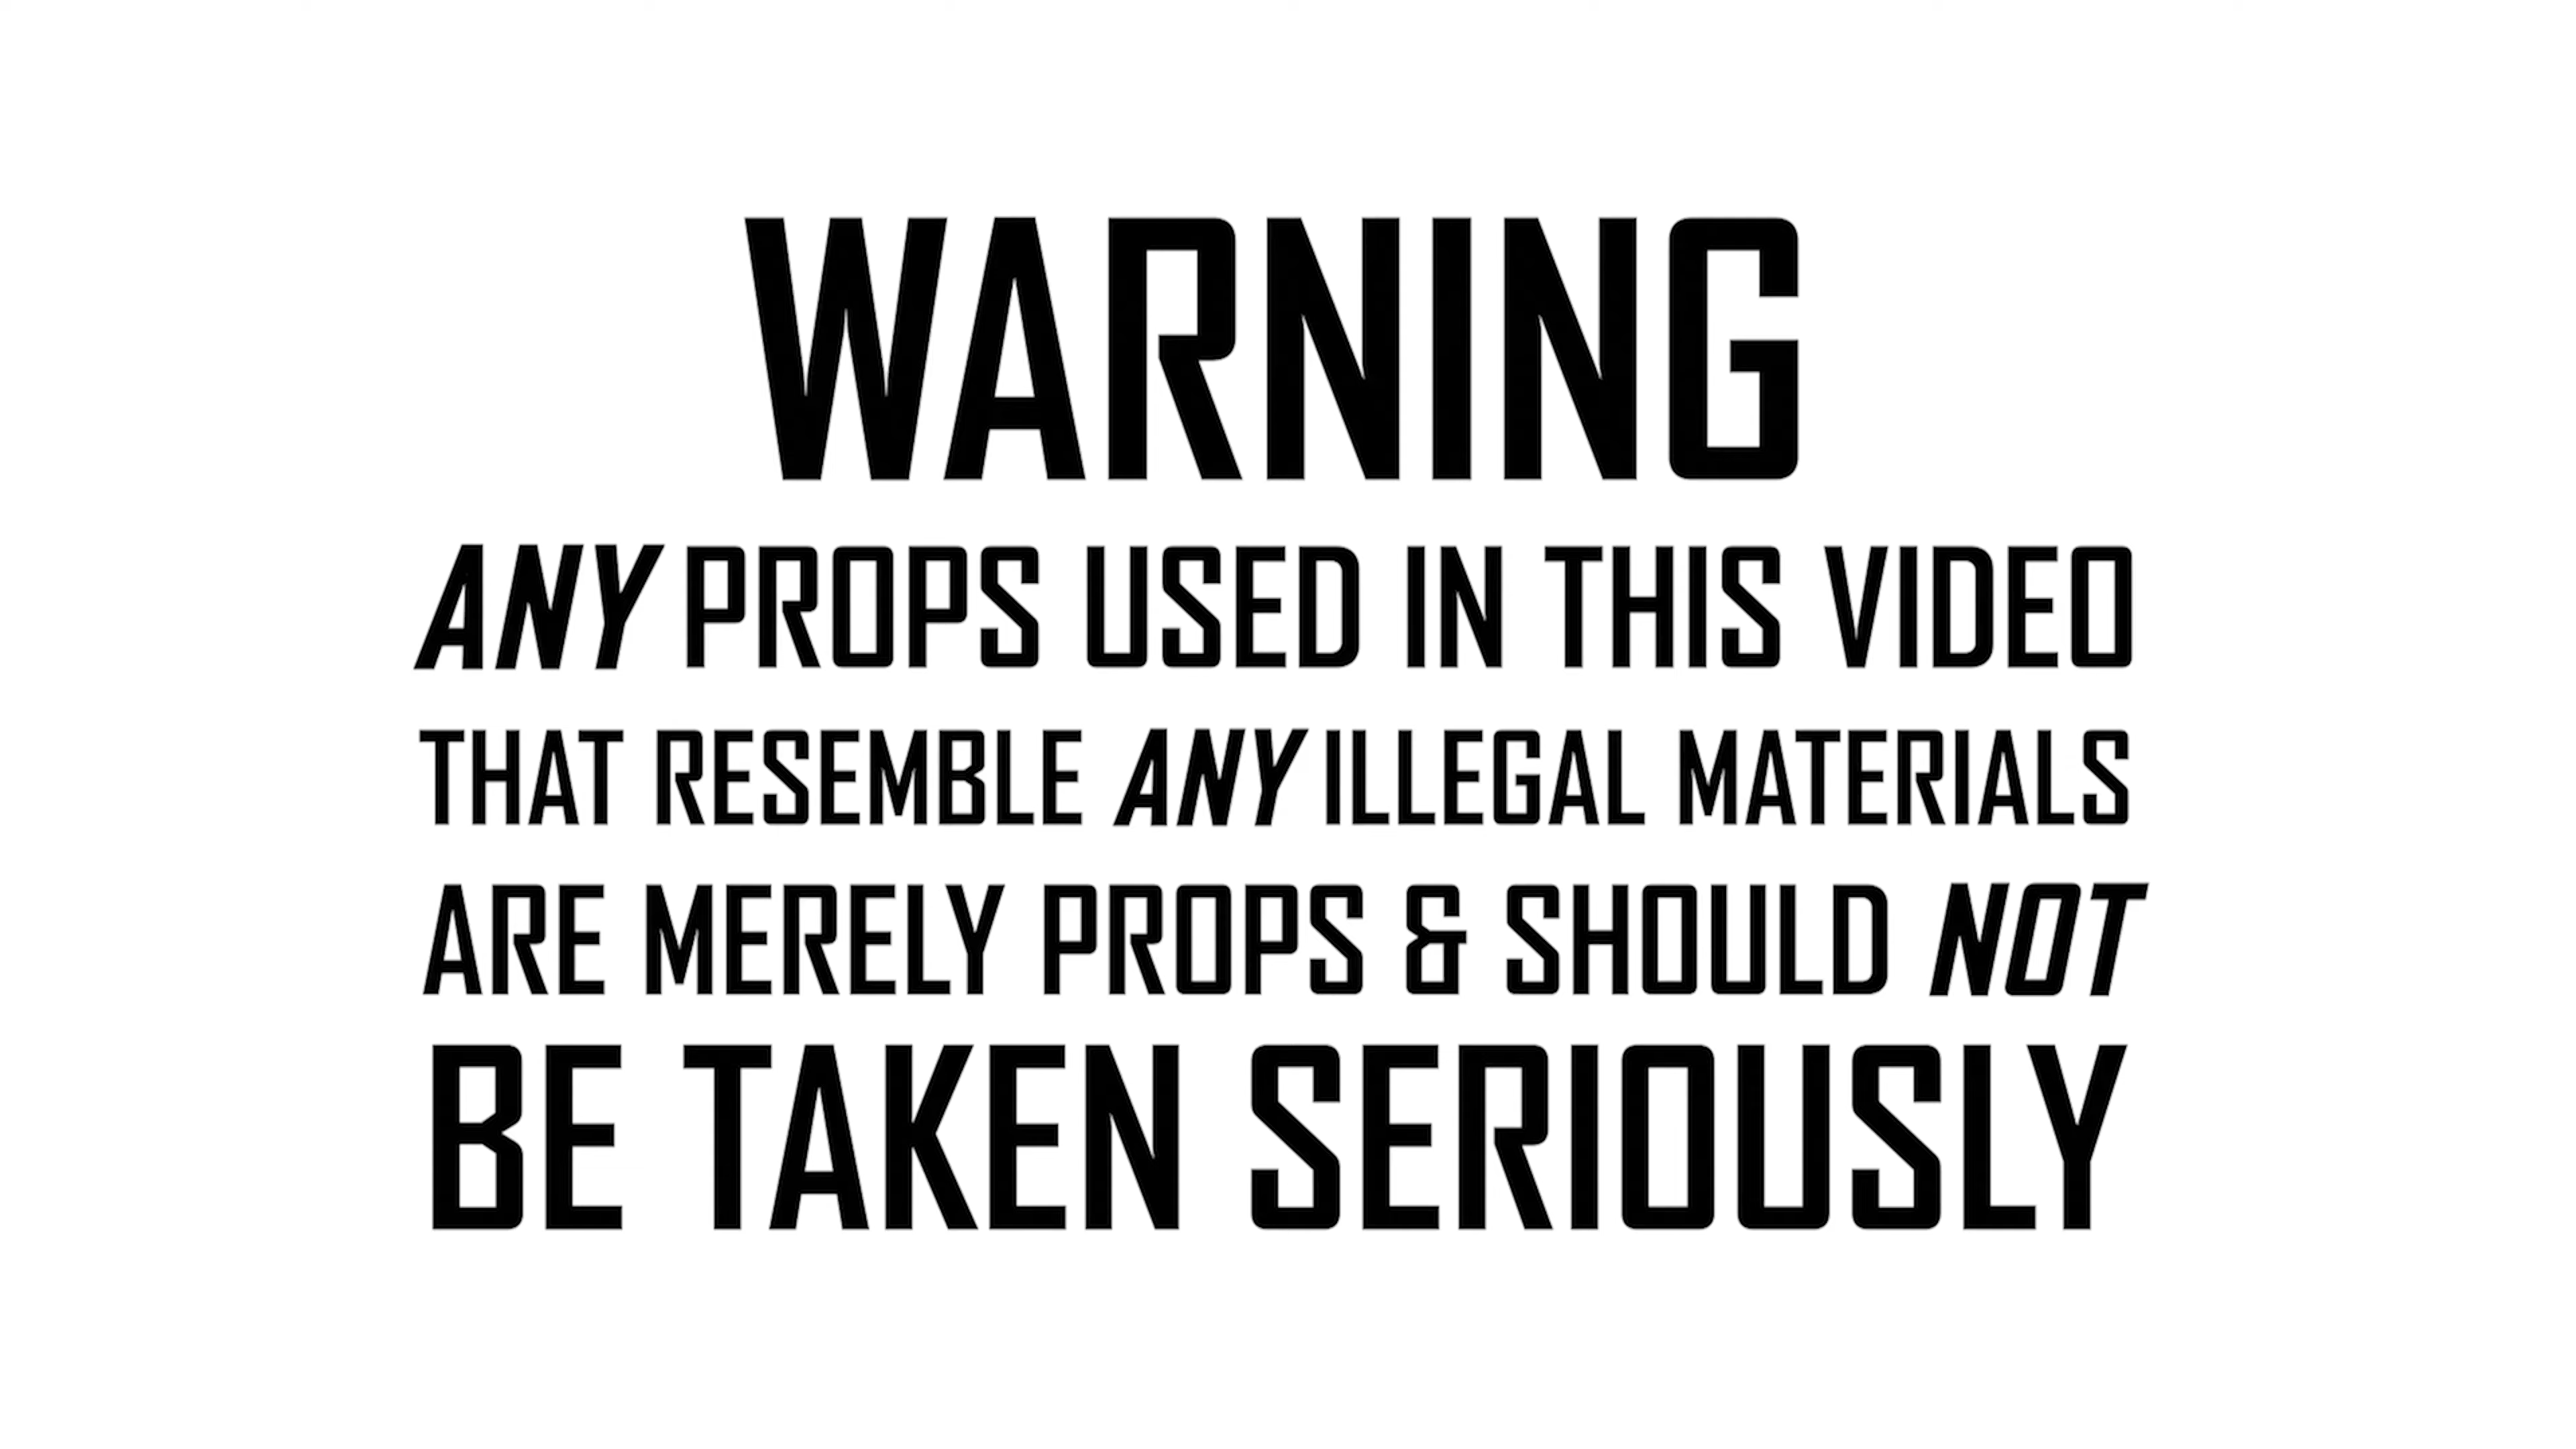 WARNING
ANY PROPS USED IN THIS VIDEO
THAT RESEMBLE ANY ILLEGAL MATERIALS
ARE MERELY PROPS & SHOULD NOT
BE TAKEN SERIOUSLY